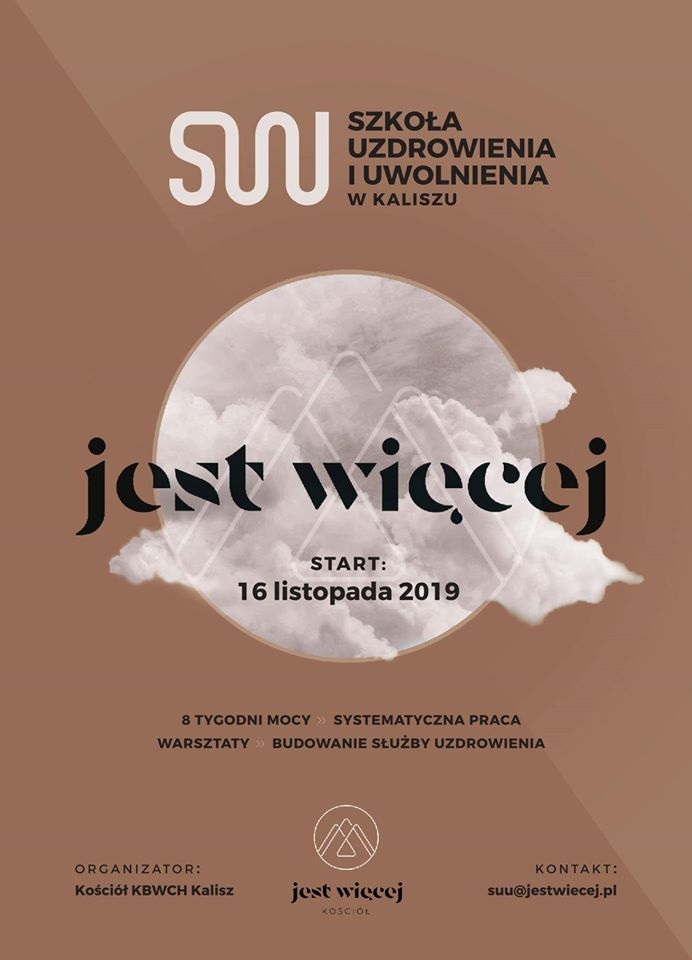 SUU
SZKOŁA
UZDROWIENIA
I UWOLNIENIA
W KALISZU
jest więcej
START:
16 listopada 2019
8 TYGODNI MOCY » SYSTEMATYCZNA PRACA
WARSZTATY » BUDOWANIE SŁUŻBY UZDROWIENIA
ORGANIZATOR:
Kościół KBWCH Kalisz
jest więcej
KOŚCIÓŁ
KONTAKT:
suu@jestwiecej.pl